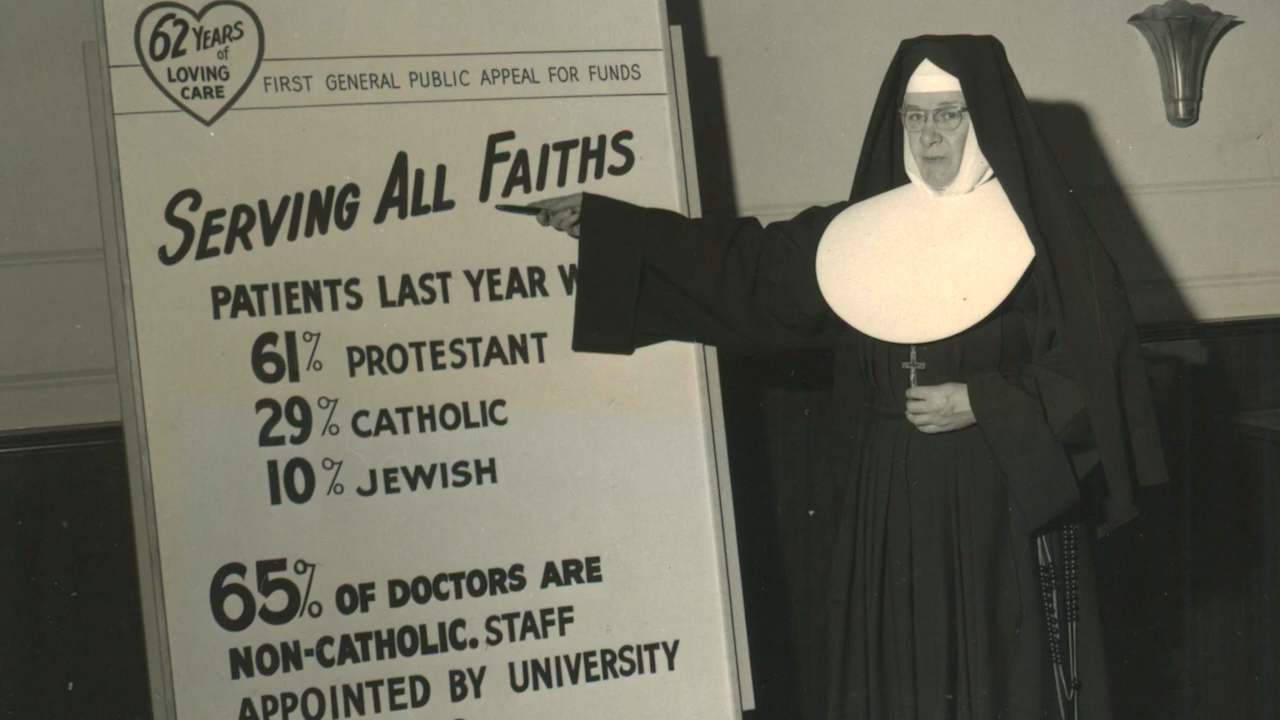 62 YEARS
of
LOVING
CARE
FIRST GENERAL PUBLIC APPEAL FOR FUNDS
SERVING ALL FAITHS
PATIENTS LAST YEAR
61% PROTESTANT
29% CATHOLIC
10% JEWISH
65% OF DOCTORS ARE
NON-CATHOLIC. STAFF
APPOINTED BY UNIVERSITY